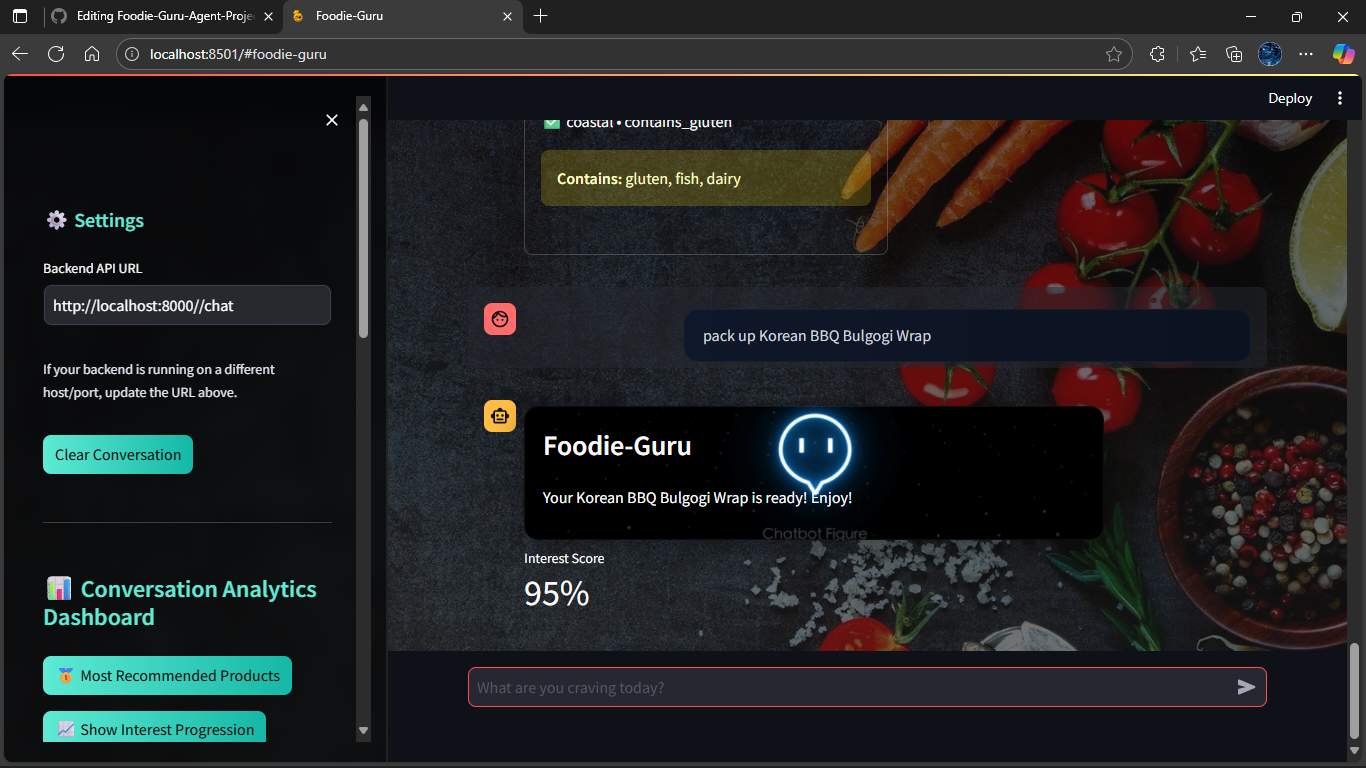 Editing Foodie-Guru-Agent-Proje
Foodie-Guru
localhost:8501/#foodie-guru
Deploy
Settings
Backend API URL
http://localhost:8000//chat
If your backend is running on a different
host/port, update the URL above.
Clear Conversation
Conversation Analytics
Dashboard
Most Recommended Products
Show Interest Progression
coastal • contains_gluten
Contains: gluten, fish, dairy
pack up Korean BBQ Bulgogi Wrap
Foodie-Guru
Your Korean BBQ Bulgogi Wrap is ready! Enjoy!
Chatbot Figure
Interest Score
95%
What are you craving today?